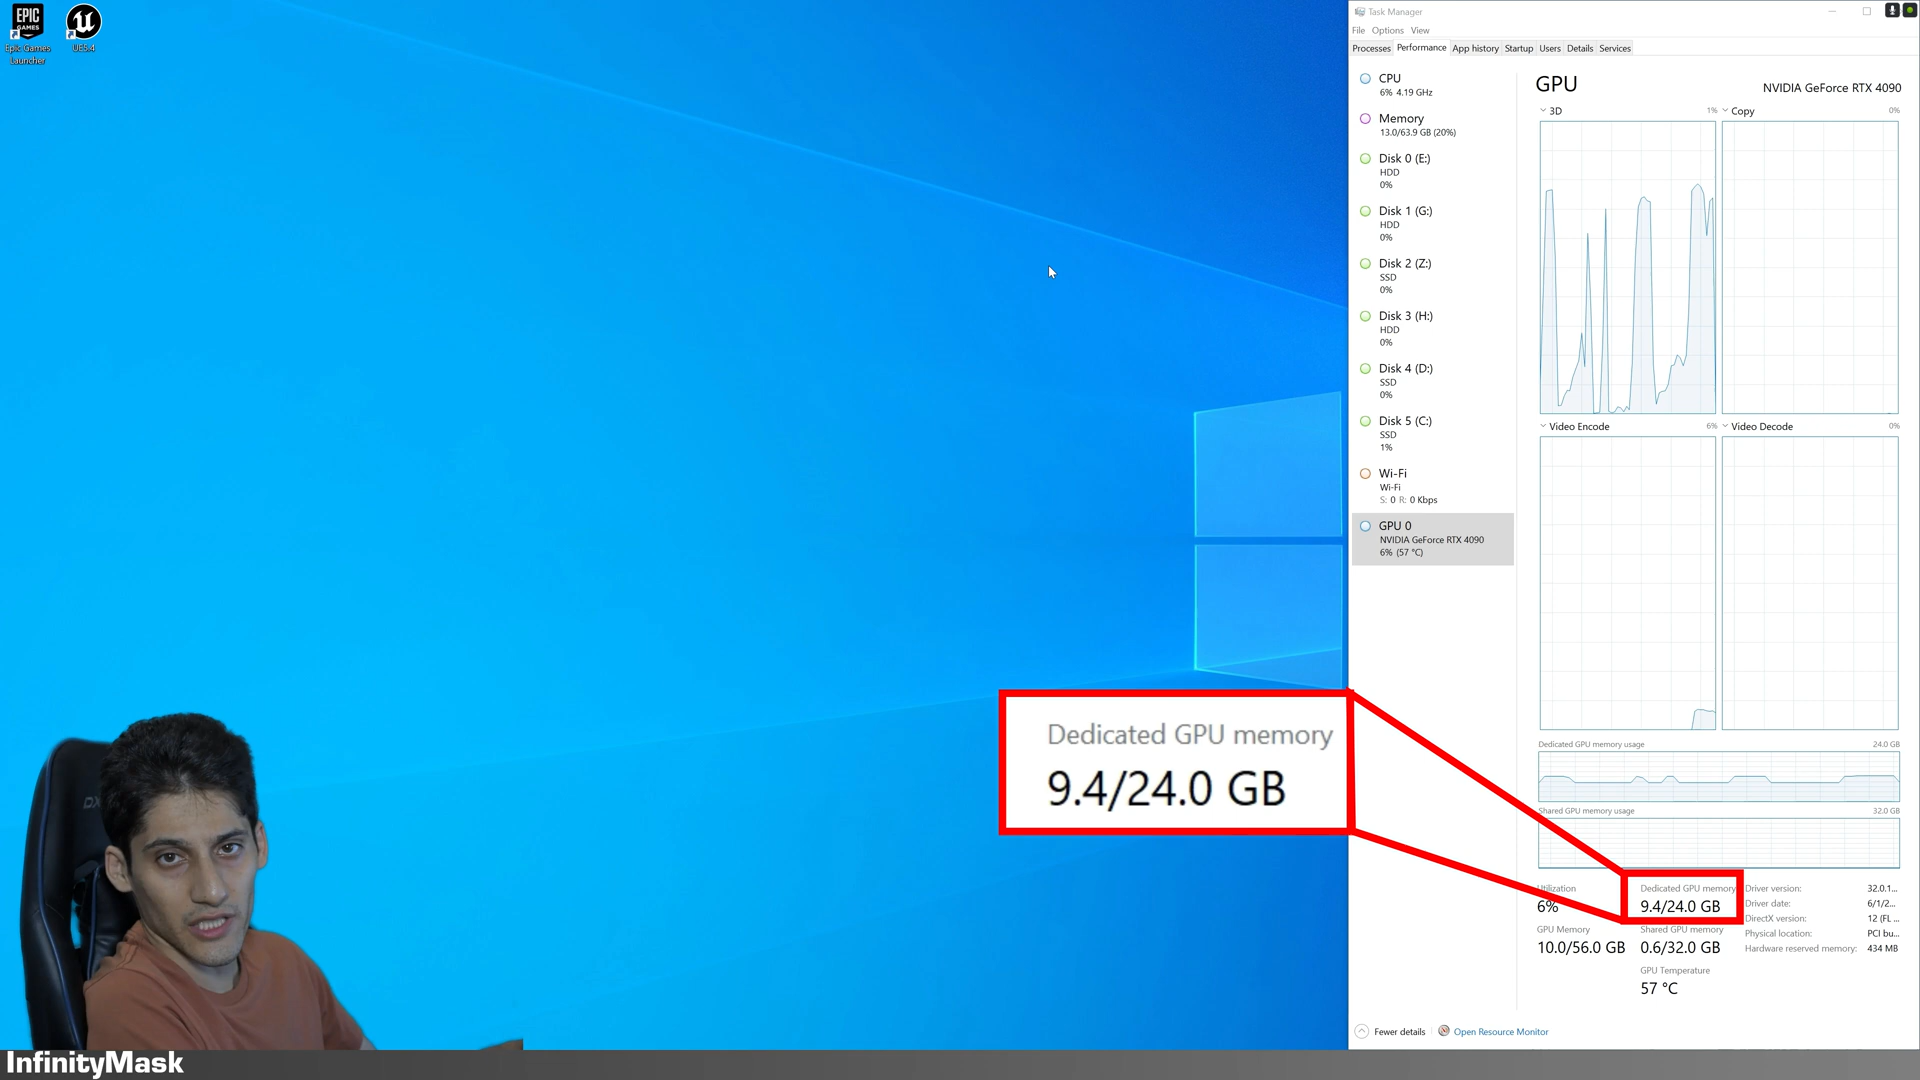 EPIC
GAMES
Epic Games
Launcher
UE5.4
Task Manager
File Options View
Processes Performance App history Startup Users Details Services
CPU
6% 4.19 GHz
Memory
13.0/63.9 GB (20%)
Disk 0 (E:)
HDD
0%
Disk 1 (G:)
HDD
0%
Disk 2 (Z:)
SSD
0%
Disk 3 (H:)
HDD
0%
Disk 4 (D:)
SSD
0%
Disk 5 (C:)
SSD
1%
Wi-Fi
Wi-Fi
S: 0 R: 0 Kbps
GPU 0
NVIDIA GeForce RTX 4090
6% (57 °C)
GPU NVIDIA GeForce RTX 4090
3D 1% Copy 0%
Video Encode 6% Video Decode 0%
Dedicated GPU memory usage 24.0 GB
Shared GPU memory usage 32.0 GB
Utilization
6%
Dedicated GPU memory
9.4/24.0 GB
GPU Memory
10.0/56.0 GB
Shared GPU memory
0.6/32.0 GB
GPU Temperature
57 °C
Driver version: 32.0.1...
Driver date: 6/1/2...
DirectX version: 12 (FL ...
Physical location: PCI bu...
Hardware reserved memory: 434 MB
Fewer details Open Resource Monitor
Dedicated GPU memory
9.4/24.0 GB
DX
InfinityMask